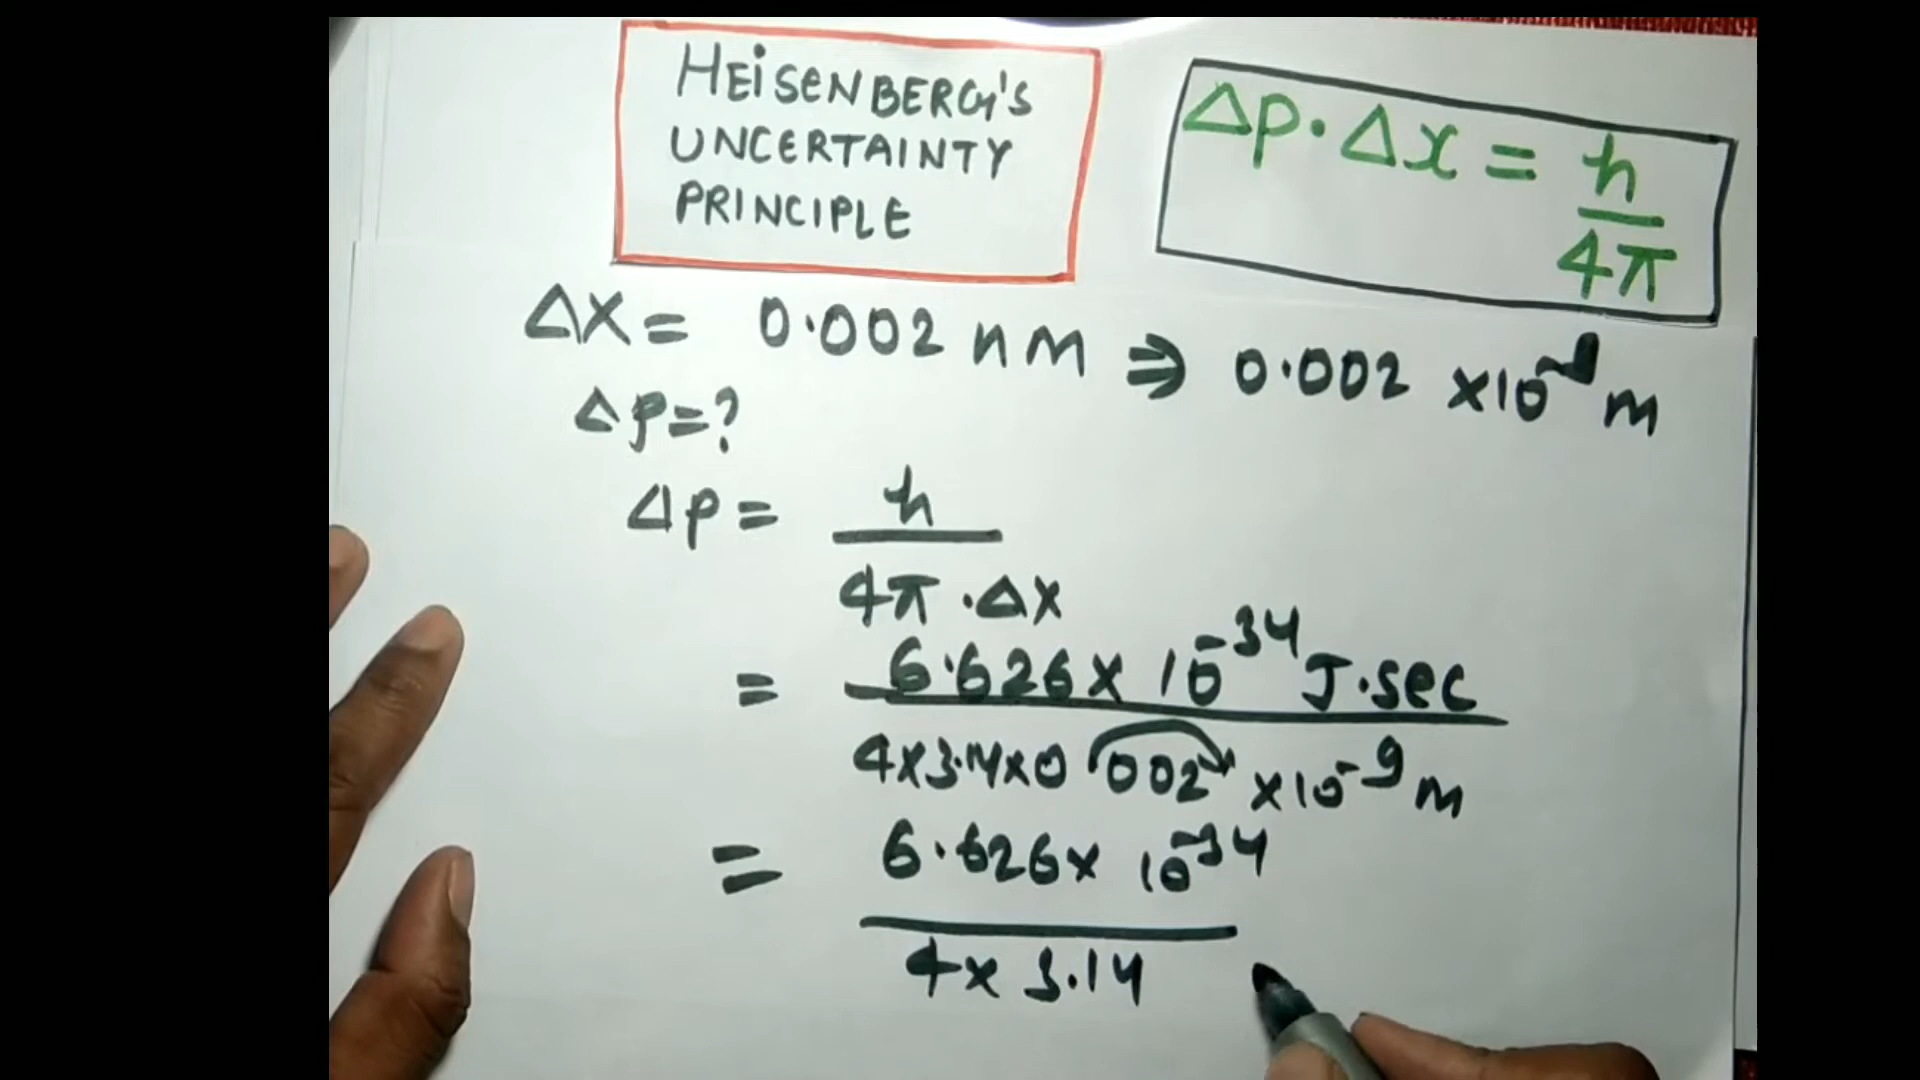 HEISENBERG'S
UNCERTAINTY
PRINCIPLE
Δp·Δx = h/4π
Δx = 0.002 nm ⇒ 0.002 ×10⁻⁹ m
Δp=?
Δp = h
4π·Δx
= 6.626× 10⁻³⁴ J·sec
4×3.14×0 002 ×10⁻⁹ m
= 6.626× 10⁻³⁴
4× 3.14